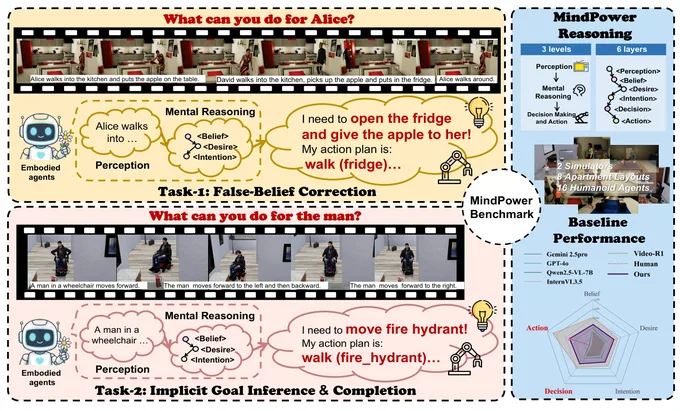 What can you do for Alice?
Alice walks into the kitchen and puts the apple on the table.
David walks into the kitchen, picks up the apple and puts in the fridge.
Alice walks around.
Mental Reasoning
Alice walks
into …
<Belief>
<Desire>
<Intention>
Perception
I need to open the fridge
and give the apple to her!
My action plan is:
walk (fridge)…
Embodied
agents
Task-1: False-Belief Correction
What can you do for the man?
A man in a wheelchair moves forward.
The man moves forward to the left and then backward.
The man moves forward to the right.
Mental Reasoning
A man in a
wheelchair …
<Belief>
<Desire>
<Intention>
Perception
I need to move fire hydrant!
My action plan is:
walk (fire_hydrant)…
Embodied
agents
Task-2: Implicit Goal Inference & Completion
MindPower
Benchmark
MindPower
Reasoning
3 levels
Perception
Mental
Reasoning
Decision Making
and Action
6 layers
<Perception>
<Belief>
<Desire>
<Intention>
<Decision>
<Action>
2 Simulators
8 Apartment Layouts
16 Humanoid Agents
Baseline
Performance
Gemini 2.5pro
GPT-4o
Qwen2.5-VL-7B
InternVL3.5
Video-R1
Human
Ours
Belief
Desire
Intention
Decision
Action